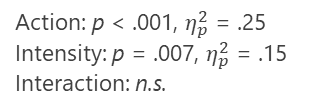 Action: p < .001, η²ₚ = .25
Intensity: p = .007, η²ₚ = .15
Interaction: n.s.